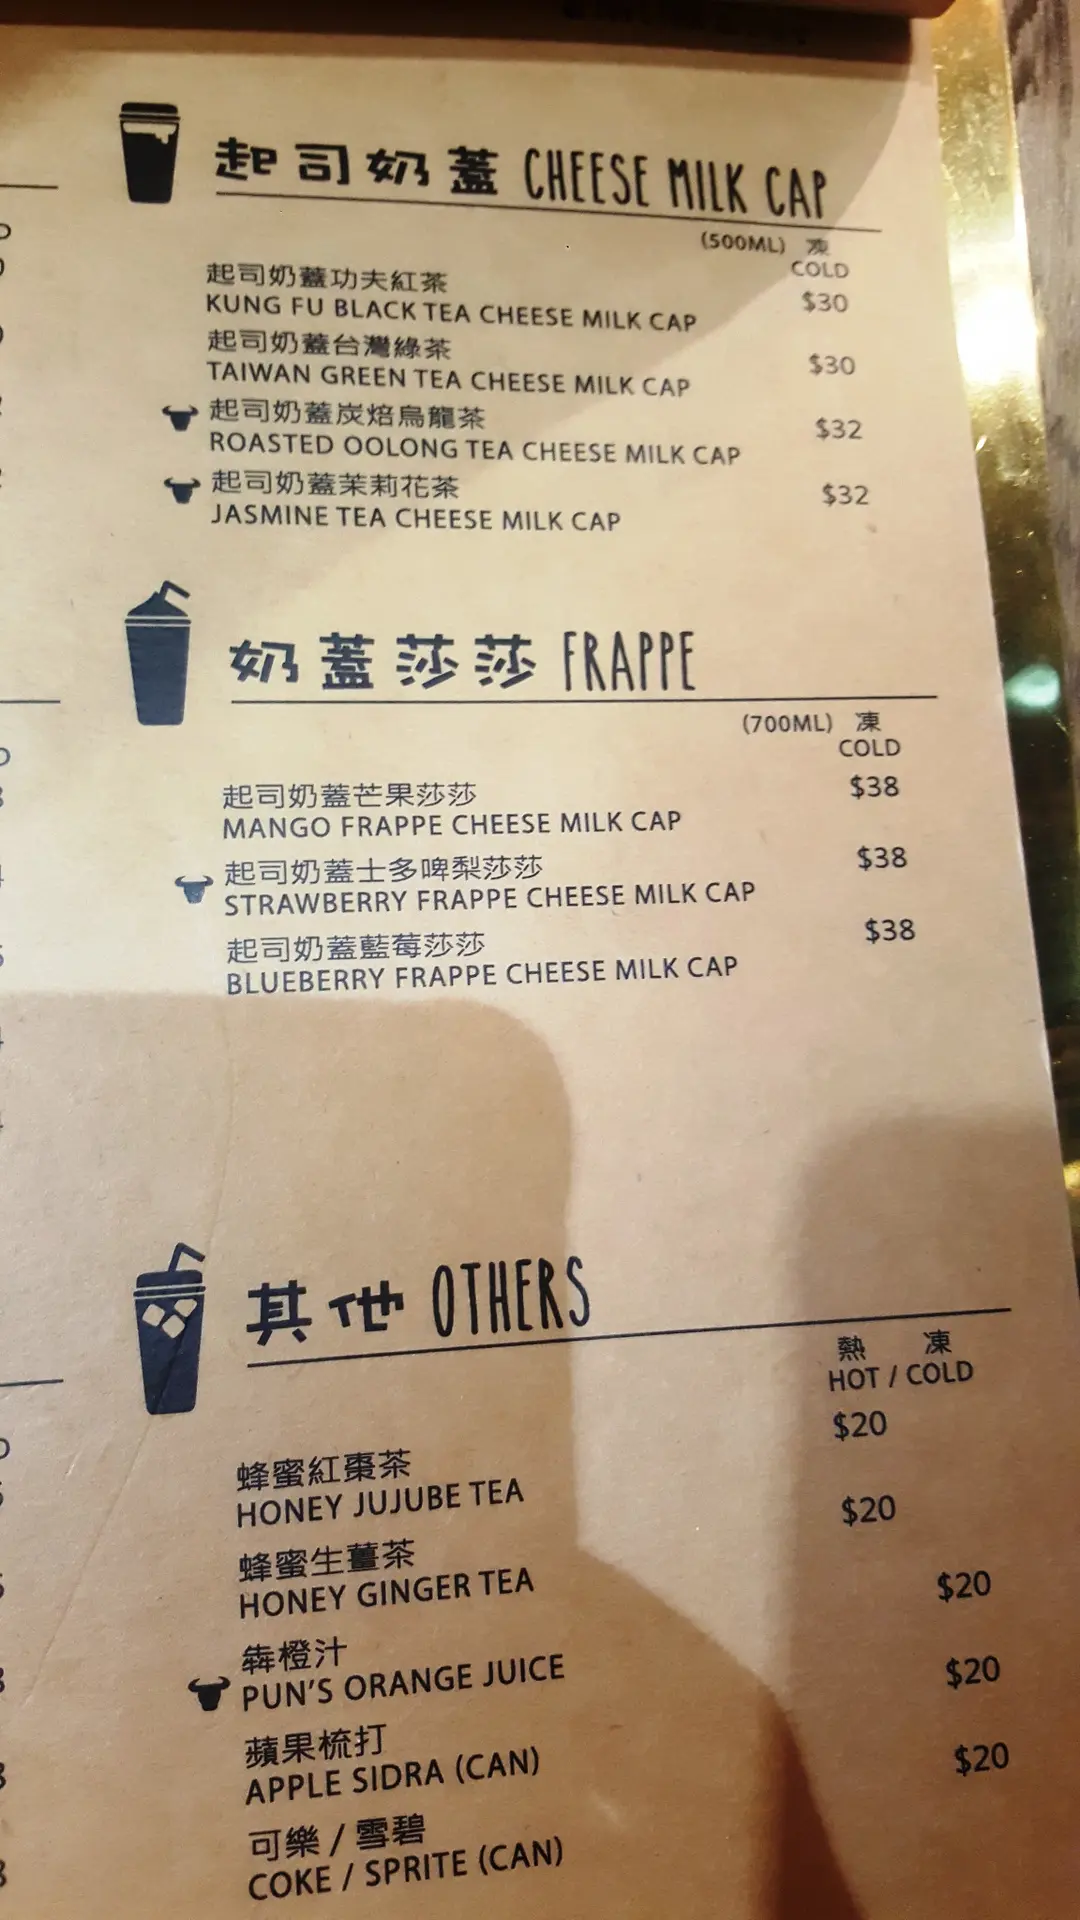 起司奶蓋 CHEESE MILK CAP
(500ML) 凍
COLD
起司奶蓋功夫紅茶
KUNG FU BLACK TEA CHEESE MILK CAP $30
起司奶蓋台灣綠茶
TAIWAN GREEN TEA CHEESE MILK CAP $30
起司奶蓋炭焙烏龍茶
ROASTED OOLONG TEA CHEESE MILK CAP $32
起司奶蓋茉莉花茶
JASMINE TEA CHEESE MILK CAP $32
奶蓋莎莎 FRAPPE
(700ML) 凍
COLD
起司奶蓋芒果莎莎 $38
MANGO FRAPPE CHEESE MILK CAP
起司奶蓋士多啤梨莎莎 $38
STRAWBERRY FRAPPE CHEESE MILK CAP
起司奶蓋藍莓莎莎 $38
BLUEBERRY FRAPPE CHEESE MILK CAP
其他 OTHERS
熱 凍
HOT / COLD
蜂蜜紅棗茶 $20
HONEY JUJUBE TEA
蜂蜜生薑茶 $20
HONEY GINGER TEA
犇橙汁 $20
PUN'S ORANGE JUICE
蘋果梳打 $20
APPLE SIDRA (CAN)
可樂 / 雪碧 $20
COKE / SPRITE (CAN)